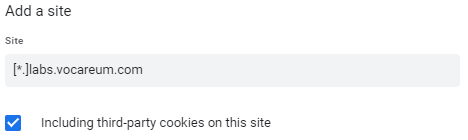 Add a site
Site
[*.]labs.vocareum.com
Including third-party cookies on this site